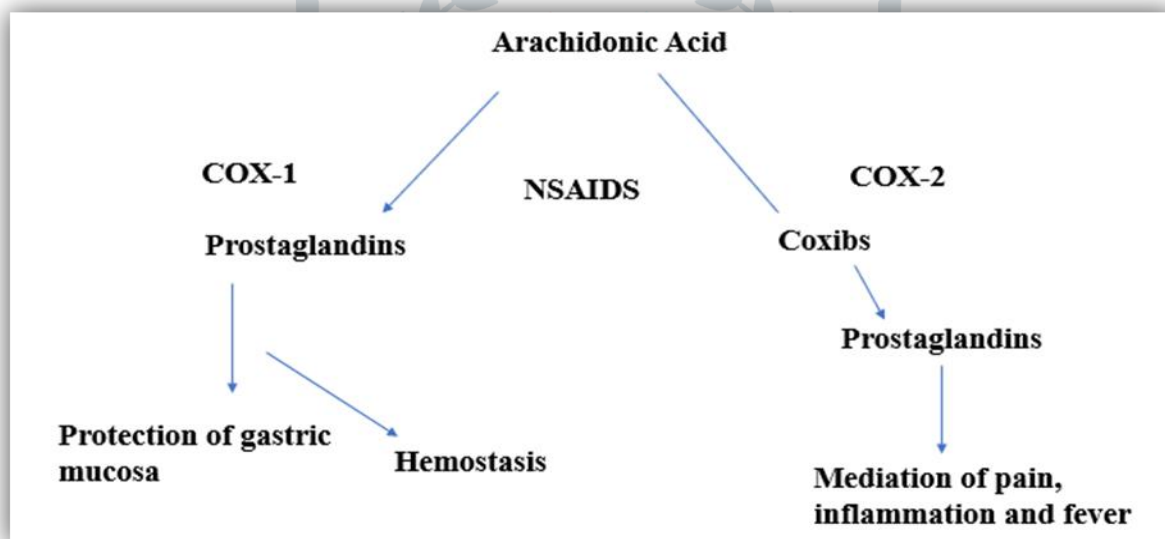 Arachidonic Acid
COX-1
NSAIDS
COX-2
Prostaglandins
Coxibs
Prostaglandins
Protection of gastric
mucosa
Hemostasis
Mediation of pain,
inflammation and fever